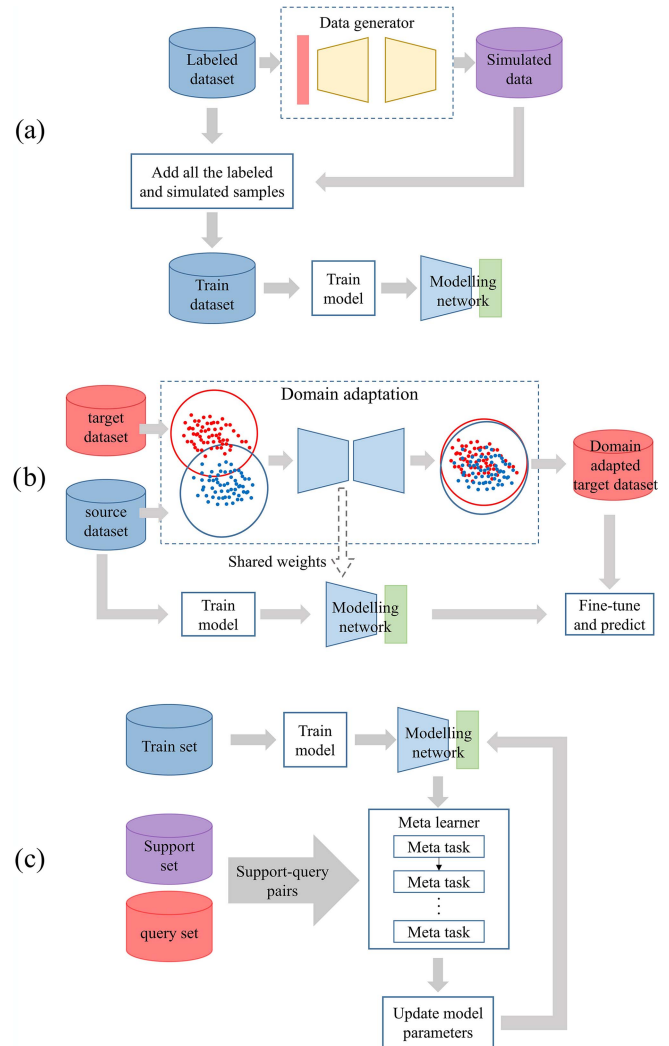 Data generator
Labeled
dataset
Simulated
data
(a)
Add all the labeled
and simulated samples
Train
dataset
Train
model
Modelling
network
Domain adaptation
target
dataset
Domain
adapted
target dataset
(b)
source
dataset
Shared weights
Train
model
Modelling
network
Fine-tune
and predict
Train set
Train
model
Modelling
network
Meta learner
Meta task
Support
set
(c)
Support-query
pairs
Meta task
query set
Meta task
Update model
parameters